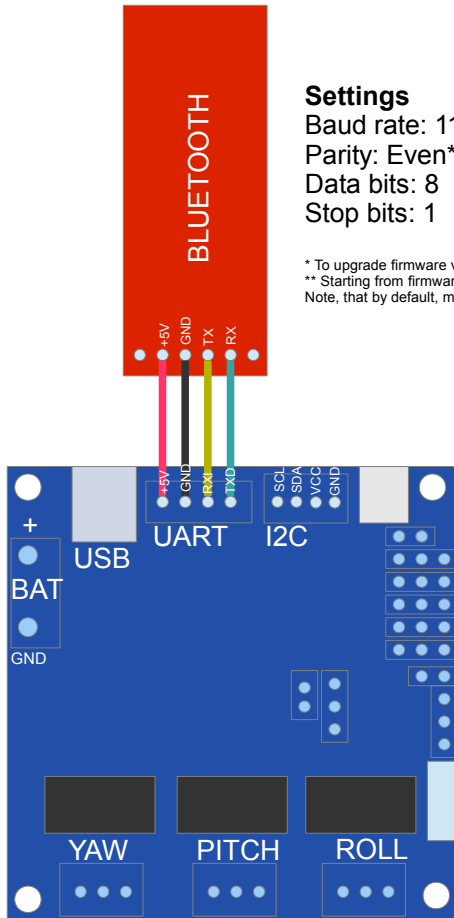 BLUETOOTH
+5V
GND
TX
RX
Settings
Baud rate: 11
Parity: Even*
Data bits: 8
Stop bits: 1
* To upgrade firmware v
** Starting from firmwar
Note, that by default, m
+5V
GND
RXI
TXD
UART
SCL
SDA
VCC
GND
I2C
USB
+
BAT
GND
YAW
PITCH
ROLL